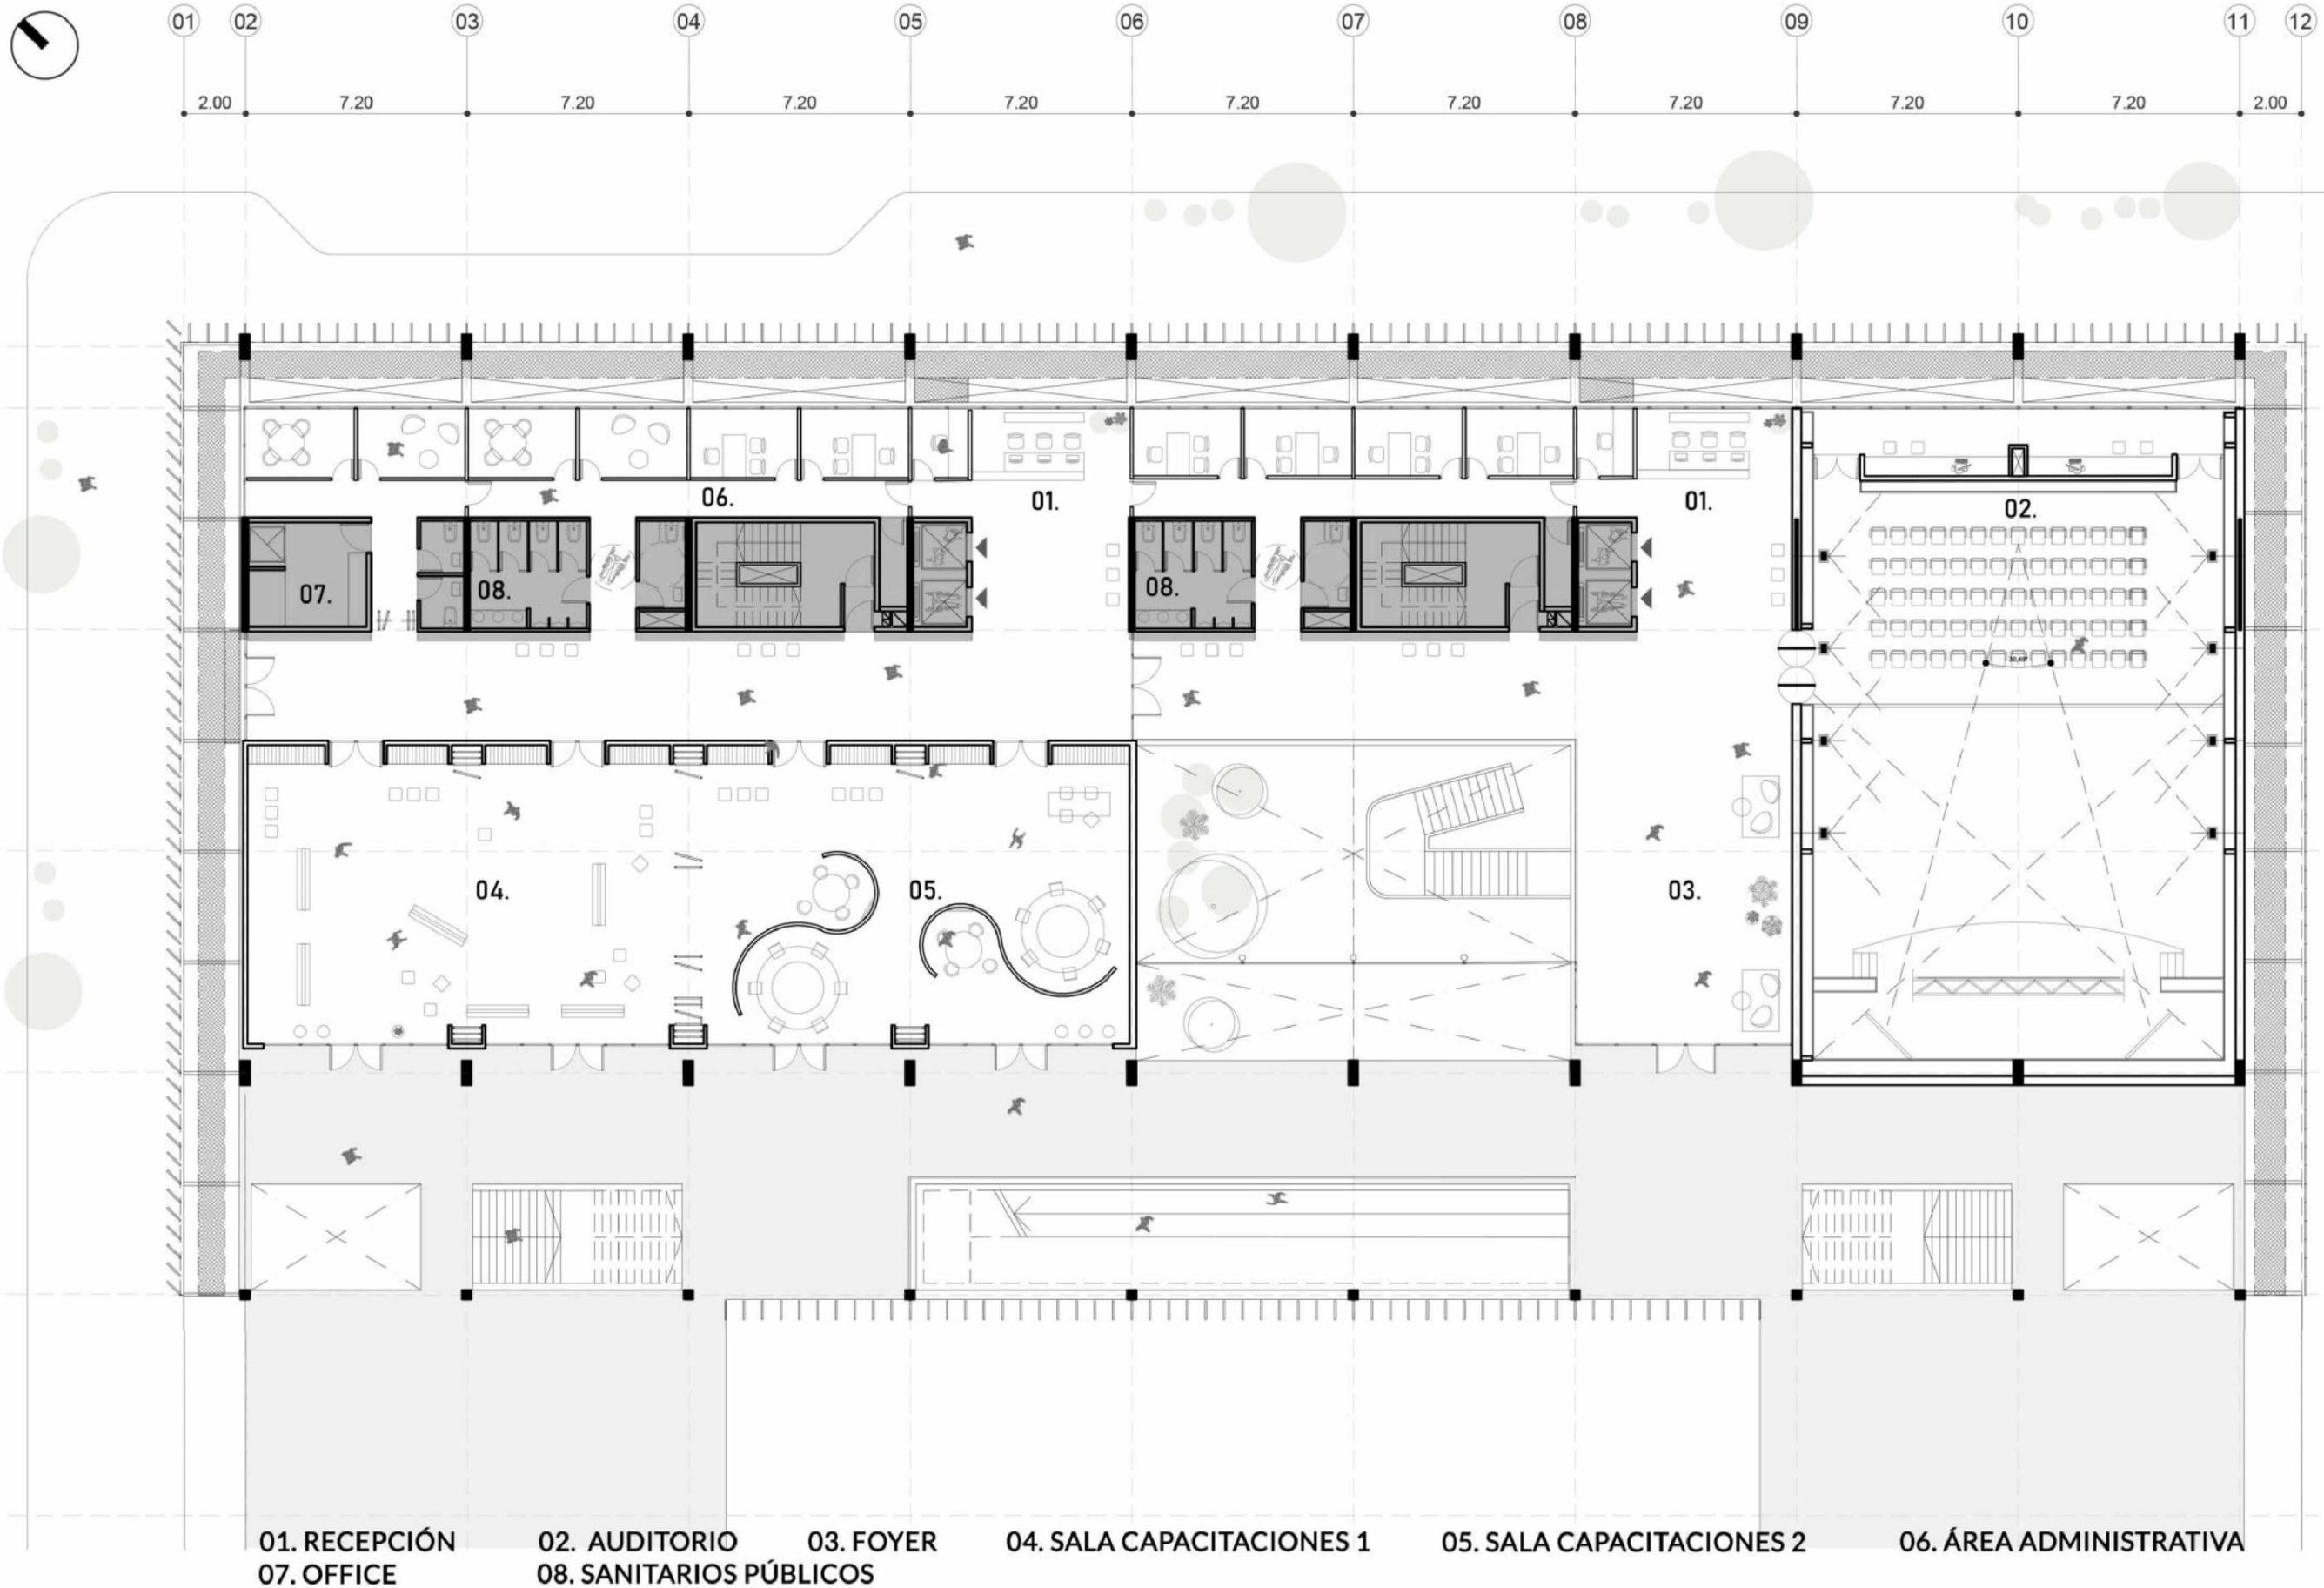 01 02 03 04 05 06 07 08 09 10 11 12
2.00 7.20 7.20 7.20 7.20 7.20 7.20 7.20 7.20 7.20 2.00
06. 01. 01. 02.
07. 08. 08.
04. 05. 03.
01. RECEPCIÓN 02. AUDITORIO 03. FOYER 04. SALA CAPACITACIONES 1 05. SALA CAPACITACIONES 2 06. ÁREA ADMINISTRATIVA
07. OFFICE 08. SANITARIOS PÚBLICOS